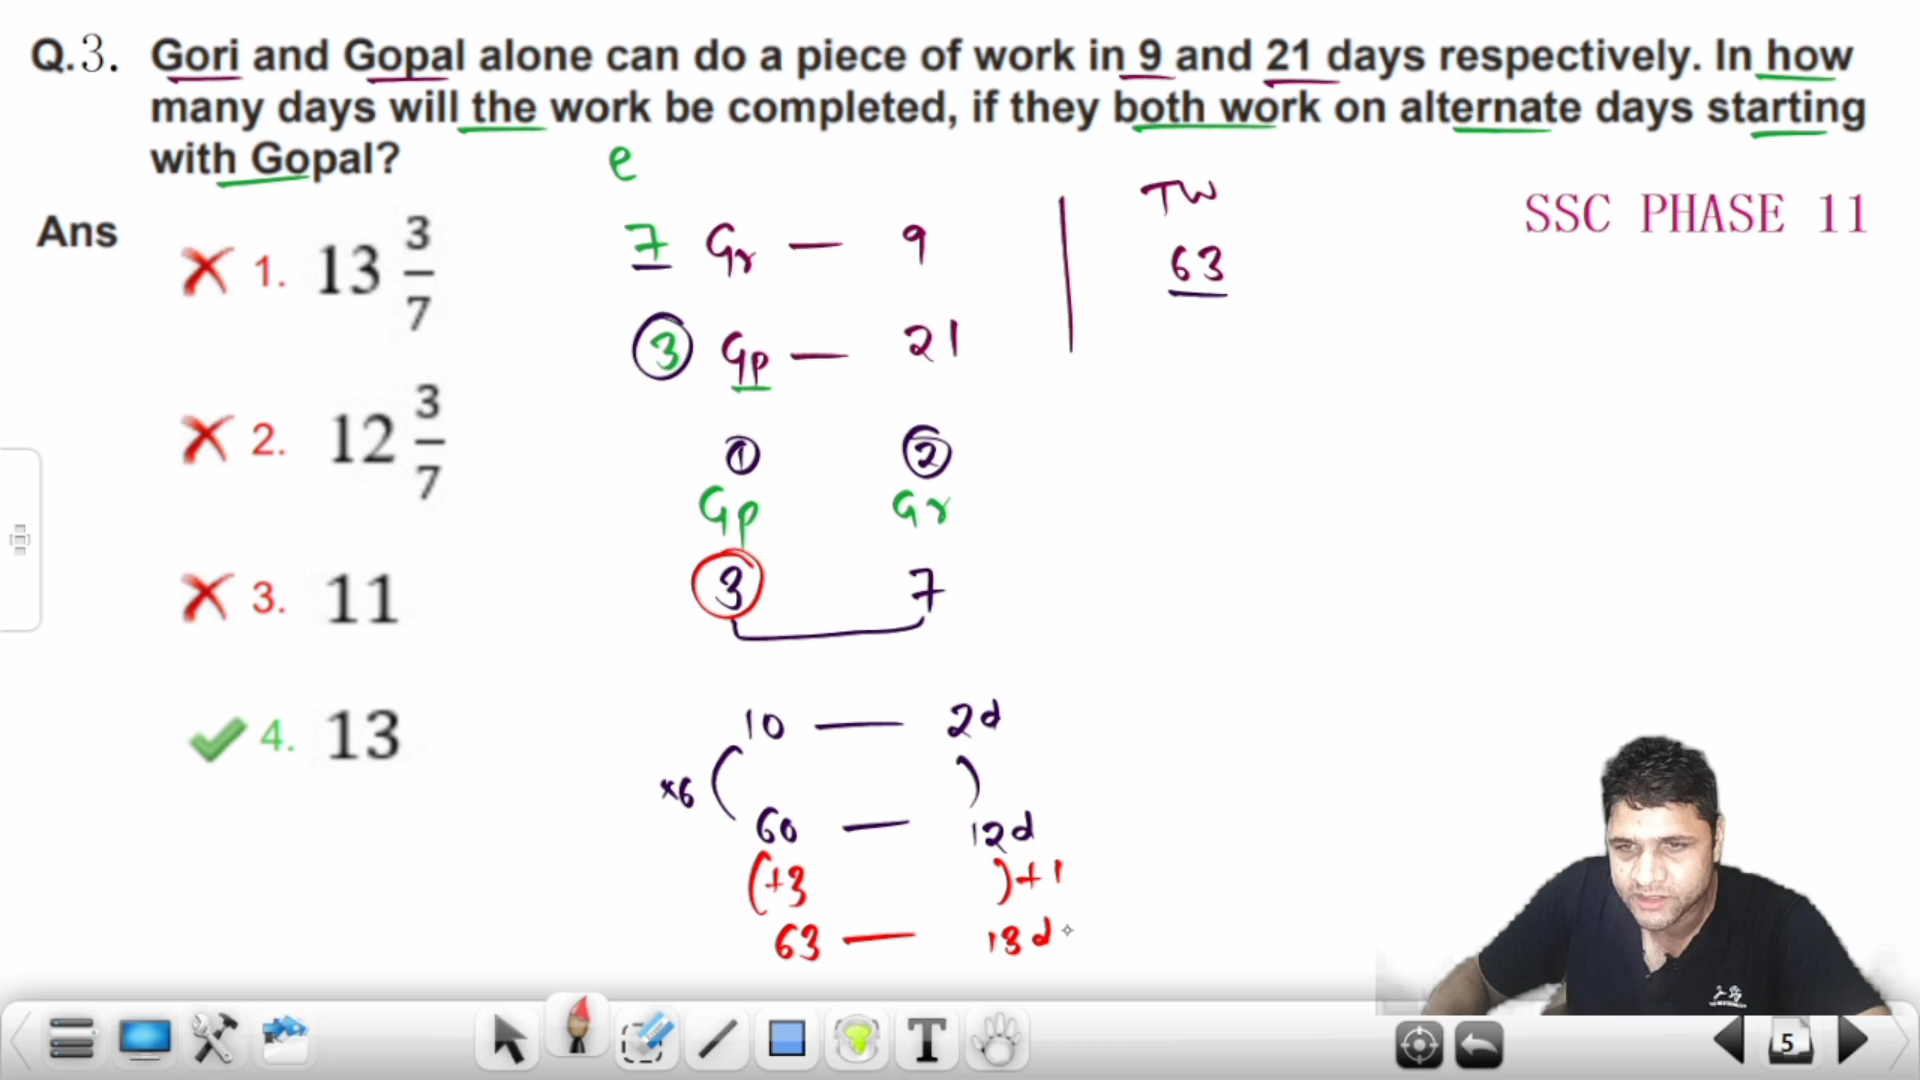 Q.3. Gori and Gopal alone can do a piece of work in 9 and 21 days respectively. In how
many days will the work be completed, if they both work on alternate days starting
with Gopal?
e
TW
SSC PHASE 11
Ans
1. 13 3/7
7 Gr — 9
63
3 Gp — 21
2. 12 3/7
1 2
Gp Gr
3. 11
3 7
4. 13
10 — 2d
×6
60 — 12d
(+3 )+1
63 — 13d
T
5